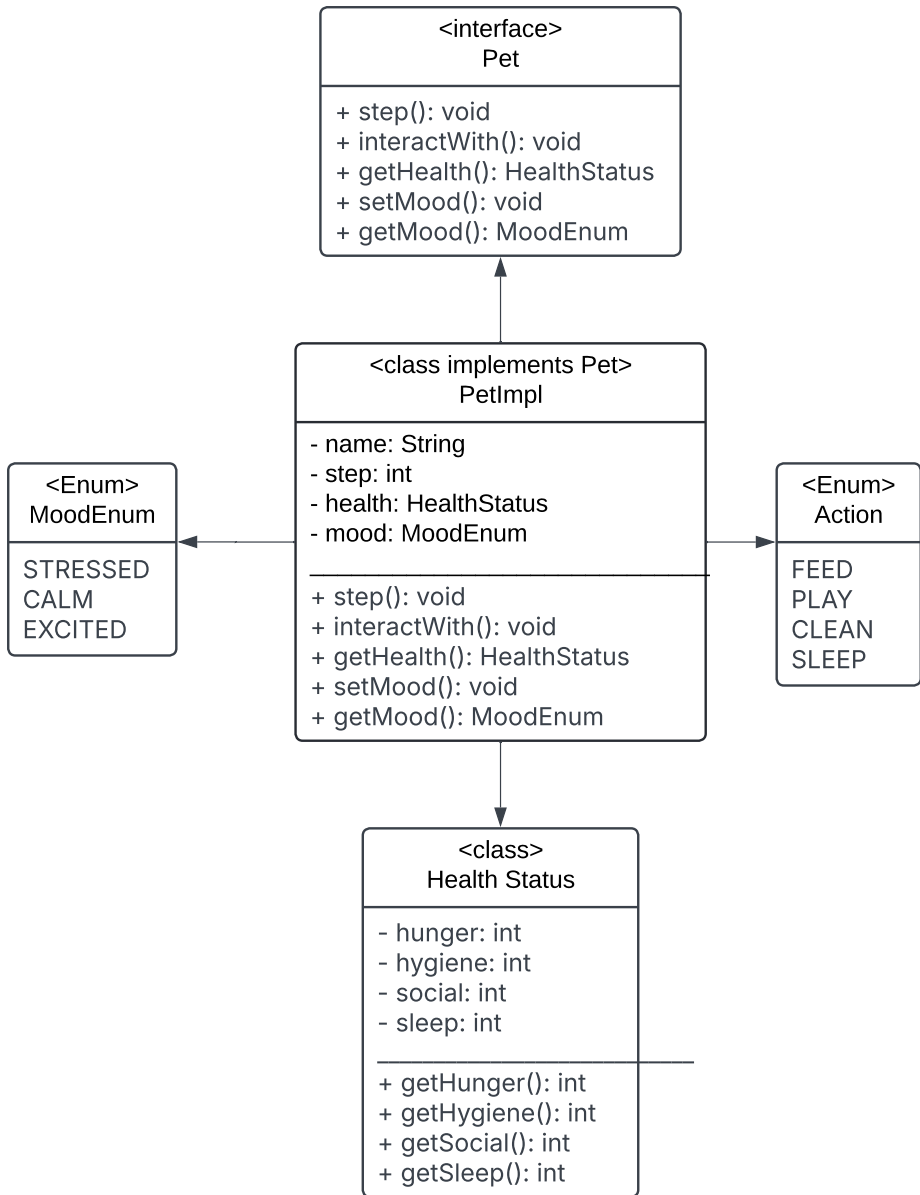 <interface>
Pet
+ step(): void
+ interactWith(): void
+ getHealth(): HealthStatus
+ setMood(): void
+ getMood(): MoodEnum
<class implements Pet>
PetImpl
- name: String
- step: int
- health: HealthStatus
- mood: MoodEnum
+ step(): void
+ interactWith(): void
+ getHealth(): HealthStatus
+ setMood(): void
+ getMood(): MoodEnum
<Enum>
MoodEnum
STRESSED
CALM
EXCITED
<Enum>
Action
FEED
PLAY
CLEAN
SLEEP
<class>
Health Status
- hunger: int
- hygiene: int
- social: int
- sleep: int
+ getHunger(): int
+ getHygiene(): int
+ getSocial(): int
+ getSleep(): int